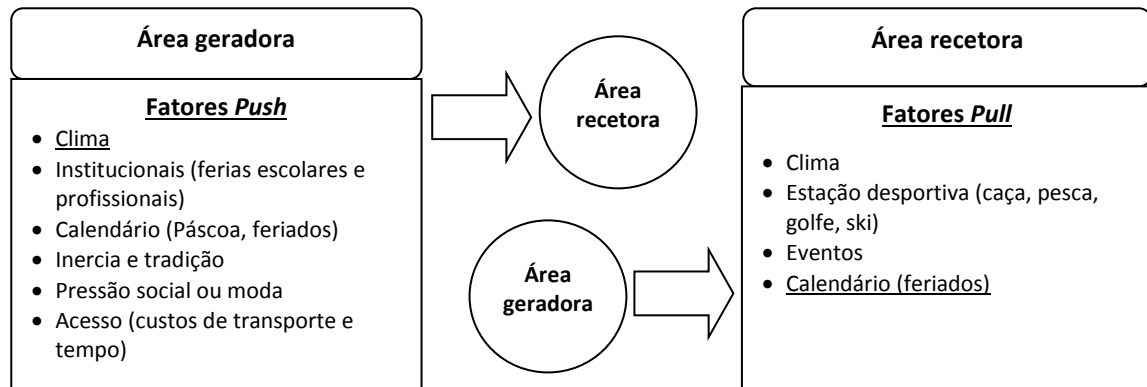 Área geradora
Fatores Push
• Clima
• Institucionais (ferias escolares e
profissionais)
• Calendário (Páscoa, feriados)
• Inercia e tradição
• Pressão social ou moda
• Acesso (custos de transporte e
tempo)
Área
recetora
Área
geradora
Área recetora
Fatores Pull
• Clima
• Estação desportiva (caça, pesca,
golfe, ski)
• Eventos
• Calendário (feriados)